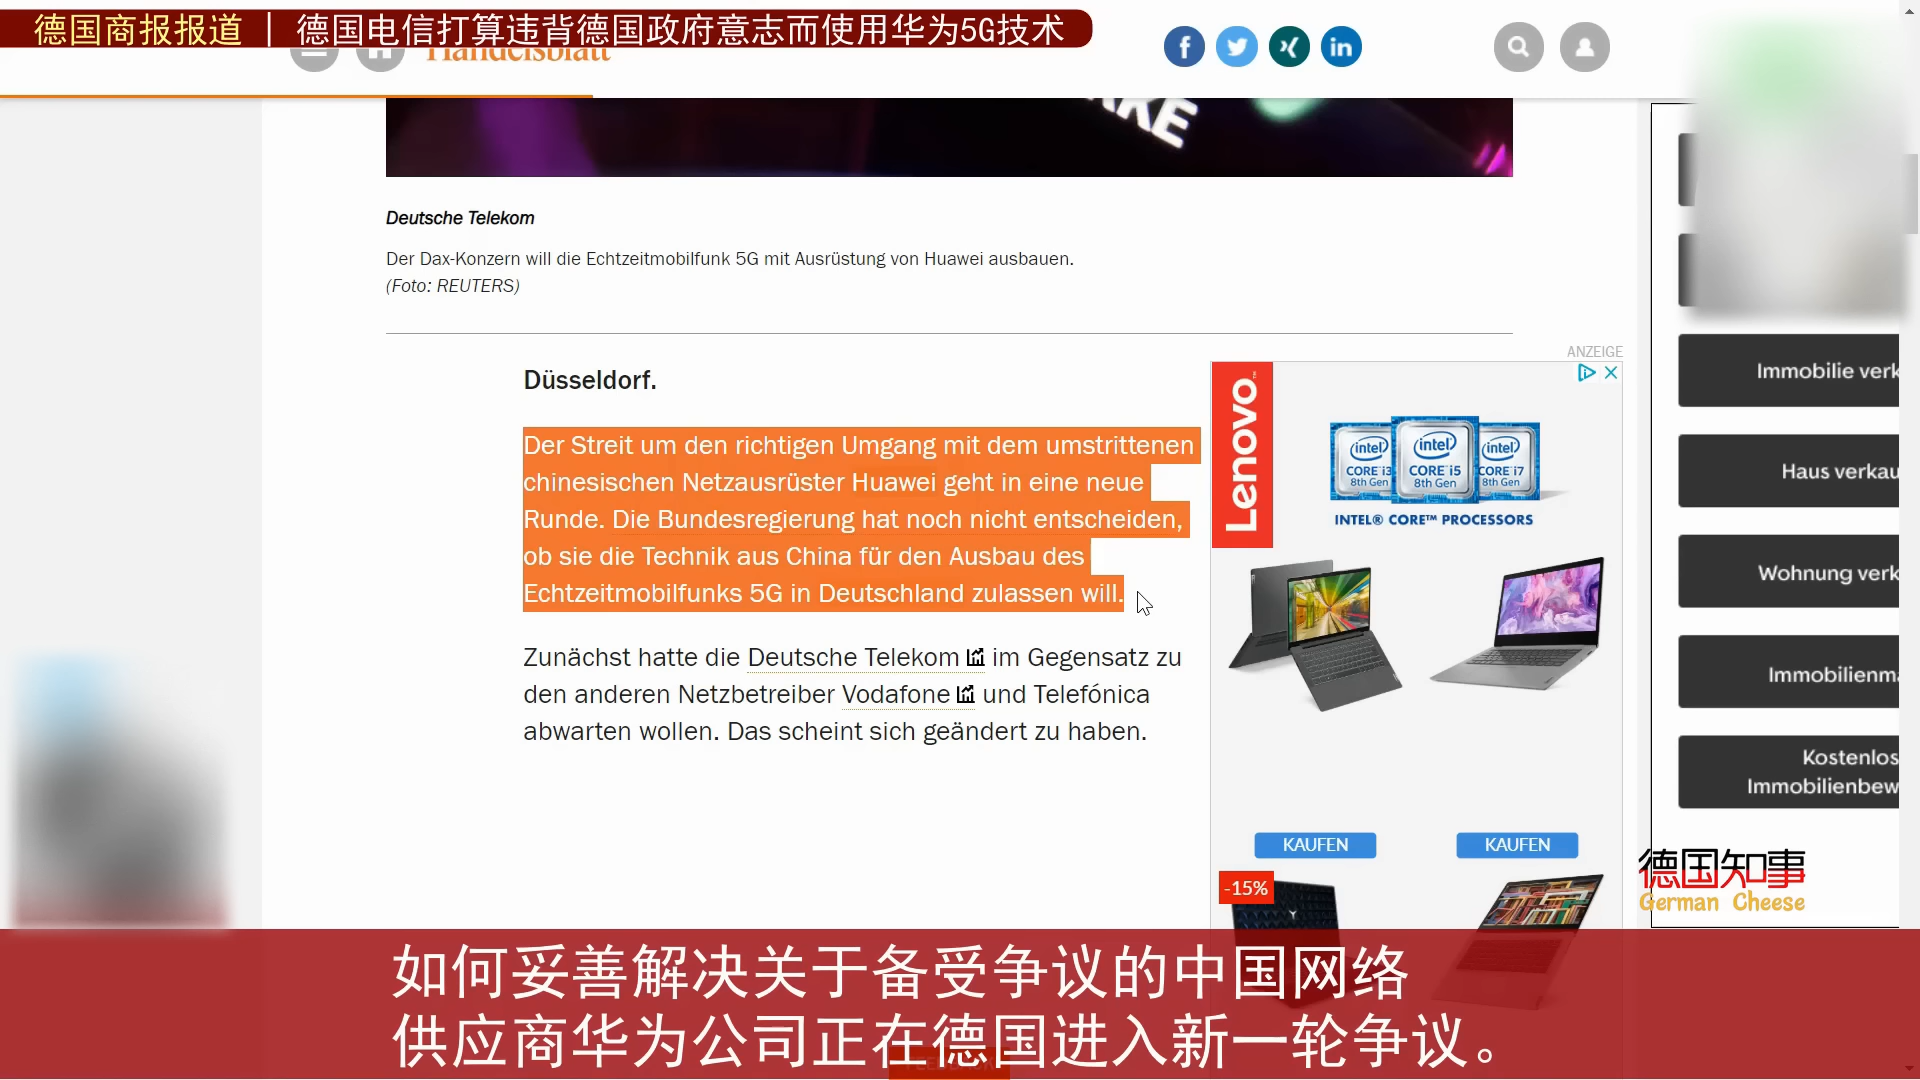 德国商报报道 | 德国电信打算违背德国政府意志而使用华为5G技术
Handelsblatt
KE
Deutsche Telekom
Der Dax-Konzern will die Echtzeitmobilfunk 5G mit Ausrüstung von Huawei ausbauen.
(Foto: REUTERS)
ANZEIGE
Düsseldorf.
Der Streit um den richtigen Umgang mit dem umstrittenen
chinesischen Netzausrüster Huawei geht in eine neue
Runde. Die Bundesregierung hat noch nicht entscheiden,
ob sie die Technik aus China für den Ausbau des
Echtzeitmobilfunks 5G in Deutschland zulassen will.
Zunächst hatte die Deutsche Telekom im Gegensatz zu
den anderen Netzbetreiber Vodafone und Telefónica
abwarten wollen. Das scheint sich geändert zu haben.
Lenovo
intel CORE i3 8th Gen
intel CORE i5 8th Gen
intel CORE i7 8th Gen
INTEL® CORE™ PROCESSORS
KAUFEN
KAUFEN
-15%
Immobilie verk
Haus verkau
Wohnung verk
Immobilienma
Kostenlos
Immobilienbew
德国知事
German Cheese
如何妥善解决关于备受争议的中国网络
供应商华为公司正在德国进入新一轮争议。